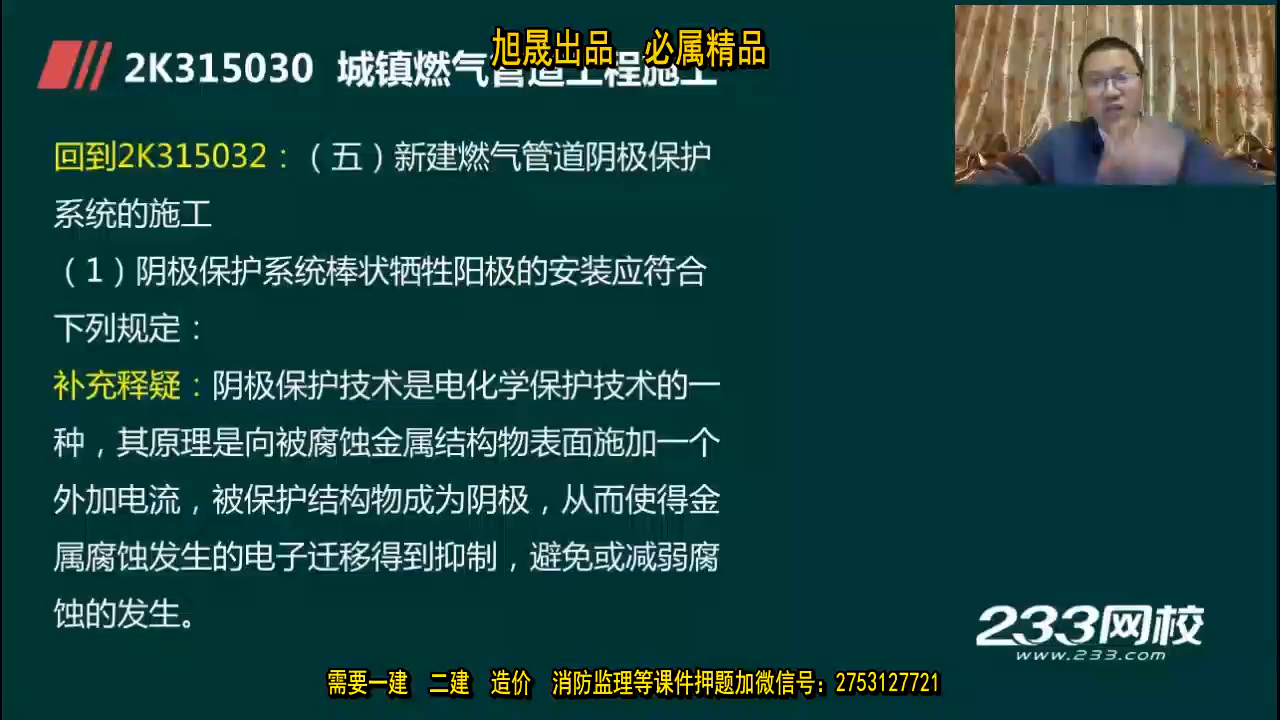 旭晟出品　必属精品
2K315030 城镇燃气管道工程施工
回到2K315032：（五）新建燃气管道阴极保护
系统的施工
（1）阴极保护系统棒状牺牲阳极的安装应符合
下列规定：
补充释疑：阴极保护技术是电化学保护技术的一
种，其原理是向被腐蚀金属结构物表面施加一个
外加电流，被保护结构物成为阴极，从而使得金
属腐蚀发生的电子迁移得到抑制，避免或减弱腐
蚀的发生。
233网校
www.233.com
需要一建　二建　造价　消防监理等课件押题加微信号：2753127721